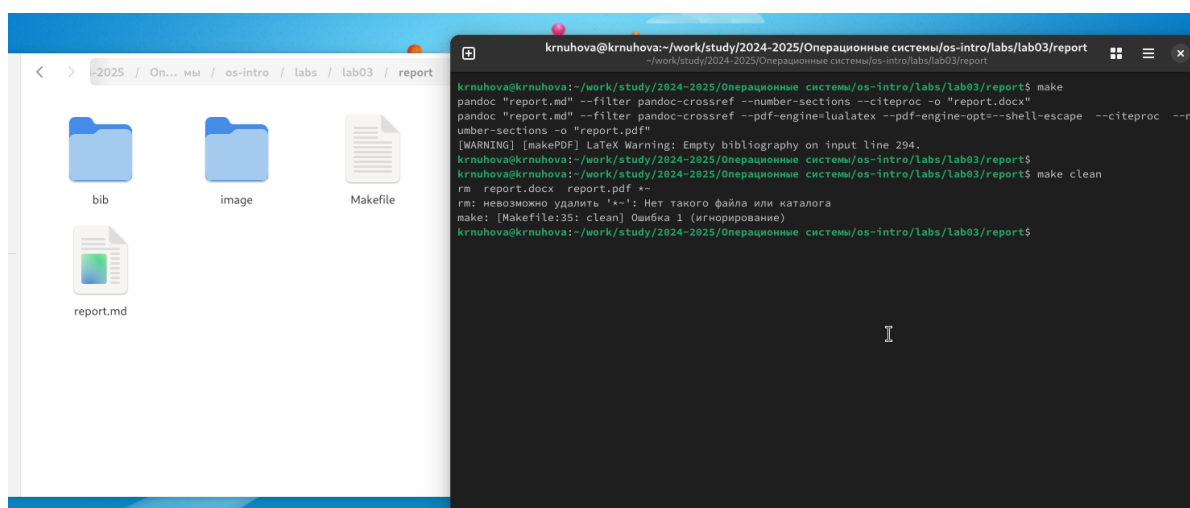 -2025 / Оп... мы / os-intro / labs / lab03 / report
bib
image
Makefile
report.md
krnuhova@krnuhova:~/work/study/2024-2025/Операционные системы/os-intro/labs/lab03/report
~/work/study/2024-2025/Операционные системы/os-intro/labs/lab03/report
krnuhova@krnuhova:~/work/study/2024-2025/Операционные системы/os-intro/labs/lab03/report$ make
pandoc "report.md" --filter pandoc-crossref --number-sections --citeproc -o "report.docx"
pandoc "report.md" --filter pandoc-crossref --pdf-engine=lualatex --pdf-engine-opt=--shell-escape  --citeproc  --n
umber-sections -o "report.pdf"
[WARNING] [makePDF] LaTeX Warning: Empty bibliography on input line 294.
krnuhova@krnuhova:~/work/study/2024-2025/Операционные системы/os-intro/labs/lab03/report$
krnuhova@krnuhova:~/work/study/2024-2025/Операционные системы/os-intro/labs/lab03/report$ make clean
rm  report.docx  report.pdf *~
rm: невозможно удалить '*~': Нет такого файла или каталога
make: [Makefile:35: clean] Ошибка 1 (игнорирование)
krnuhova@krnuhova:~/work/study/2024-2025/Операционные системы/os-intro/labs/lab03/report$